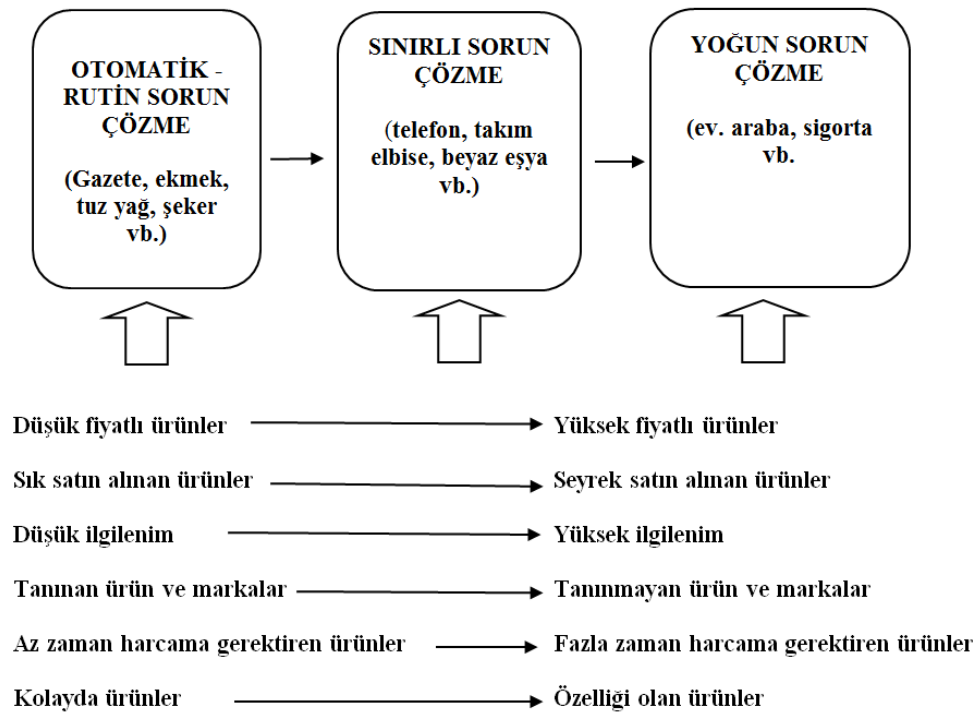 OTOMATİK -
RUTİN SORUN
ÇÖZME
(Gazete, ekmek,
tuz yağ, şeker
vb.)
SINIRLI SORUN
ÇÖZME
(telefon, takım
elbise, beyaz eşya
vb.)
YOĞUN SORUN
ÇÖZME
(ev. araba, sigorta
vb.
Düşük fiyatlı ürünler Yüksek fiyatlı ürünler
Sık satın alınan ürünler Seyrek satın alınan ürünler
Düşük ilgilenim Yüksek ilgilenim
Tanınan ürün ve markalar Tanınmayan ürün ve markalar
Az zaman harcama gerektiren ürünler Fazla zaman harcama gerektiren ürünler
Kolayda ürünler Özelliği olan ürünler